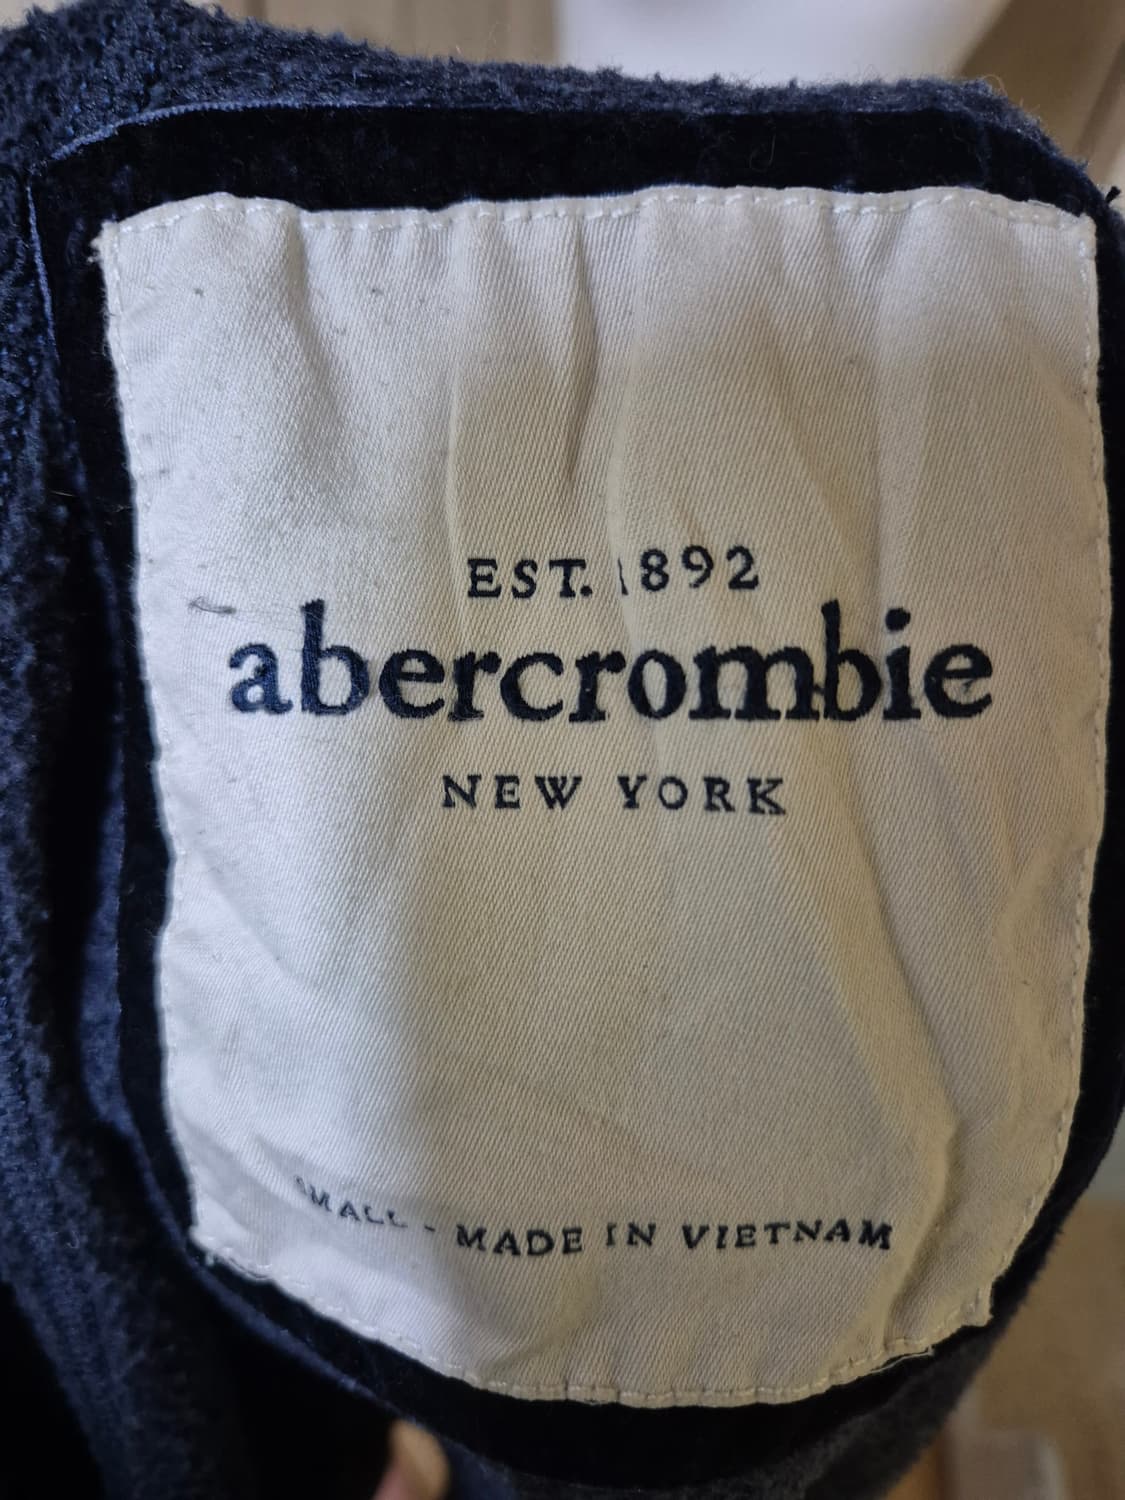 EST. 1892
abercrombie
NEW YORK
SMALL - MADE IN VIETNAM